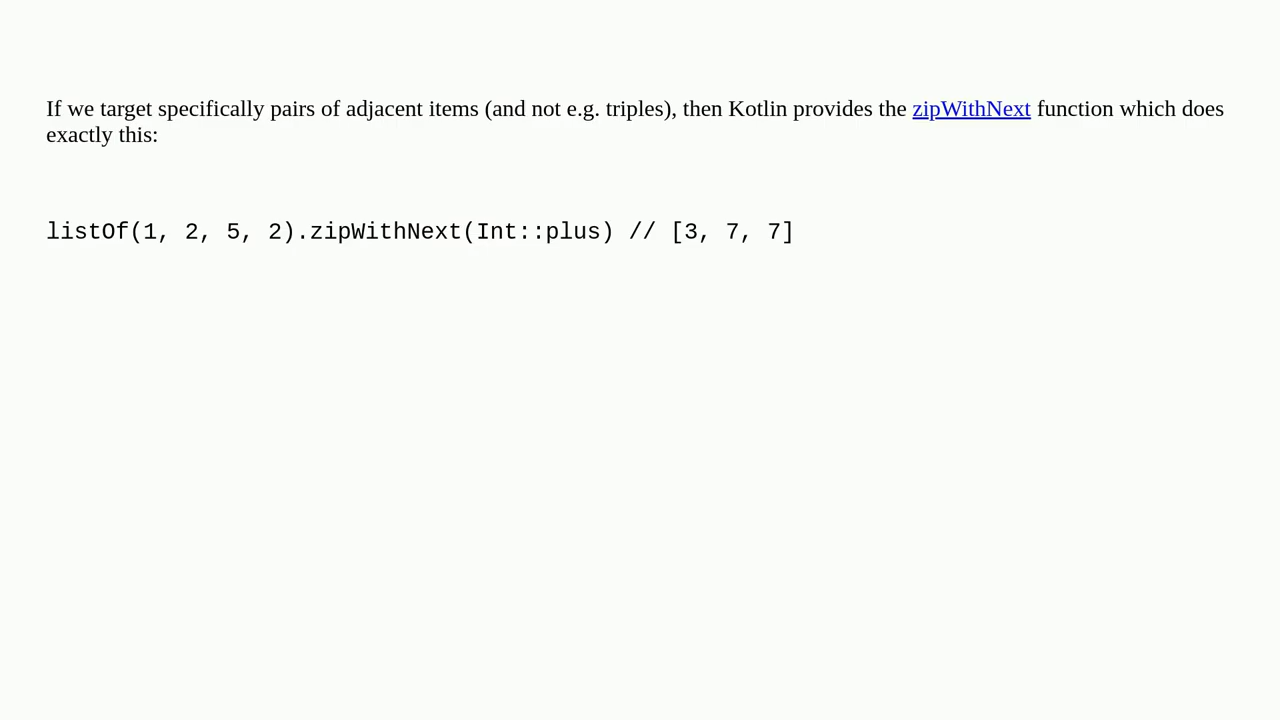 If we target specifically pairs of adjacent items (and not e.g. triples), then Kotlin provides the zipWithNext function which does
exactly this:
listOf(1, 2, 5, 2).zipWithNext(Int::plus) // [3, 7, 7]